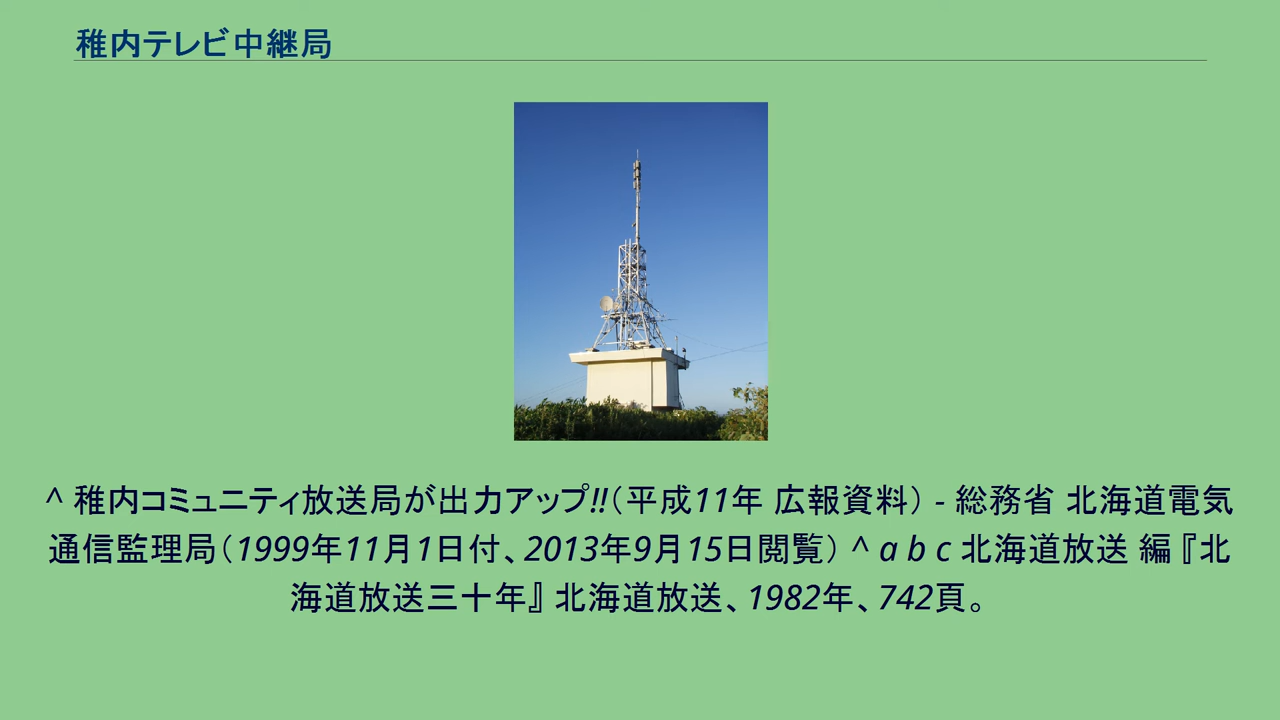 稚内テレビ中継局
^ 稚内コミュニティ放送局が出力アップ!!（平成11年 広報資料） - 総務省 北海道電気
通信監理局（1999年11月1日付、2013年9月15日閲覧） ^ a b c 北海道放送 編『北
海道放送三十年』 北海道放送、1982年、742頁。